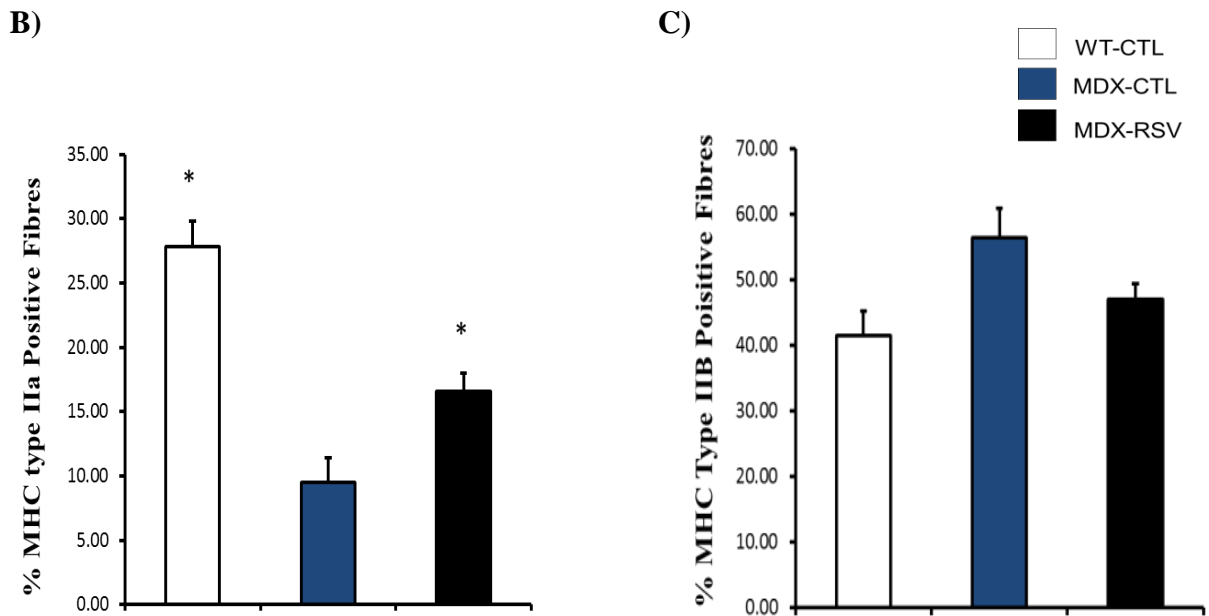 B)
% MHC type IIa Positive Fibres
35.00
30.00
25.00
20.00
15.00
10.00
5.00
0.00
*
*
C)
WT-CTL
MDX-CTL
MDX-RSV
% MHC Type IIB Poisitive Fibres
70.00
60.00
50.00
40.00
30.00
20.00
10.00
0.00